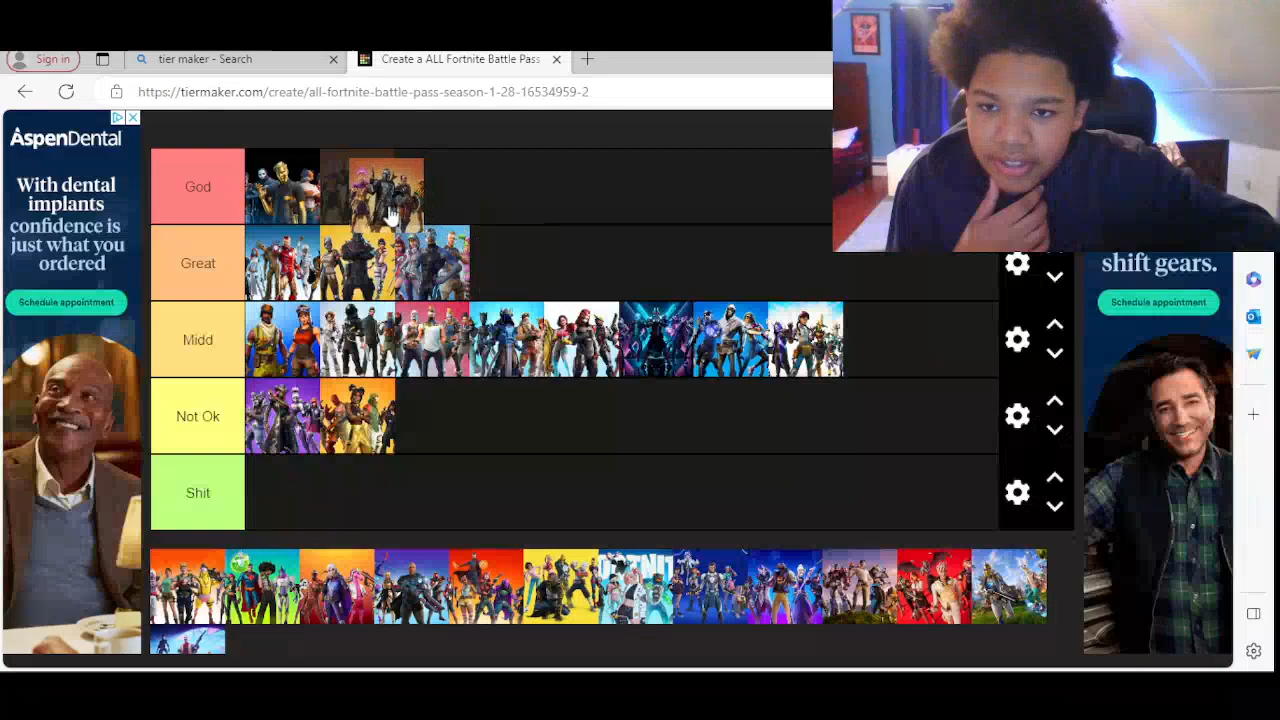 Sign in
tier maker - Search
Create a ALL Fortnite Battle Pass
https://tiermaker.com/create/all-fortnite-battle-pass-season-1-28-16534959-2
AspenDental
With dental
implants
confidence is
just what you
ordered
Schedule appointment
God
Great
Midd
Not Ok
Shit
shift gears.
Schedule appointment